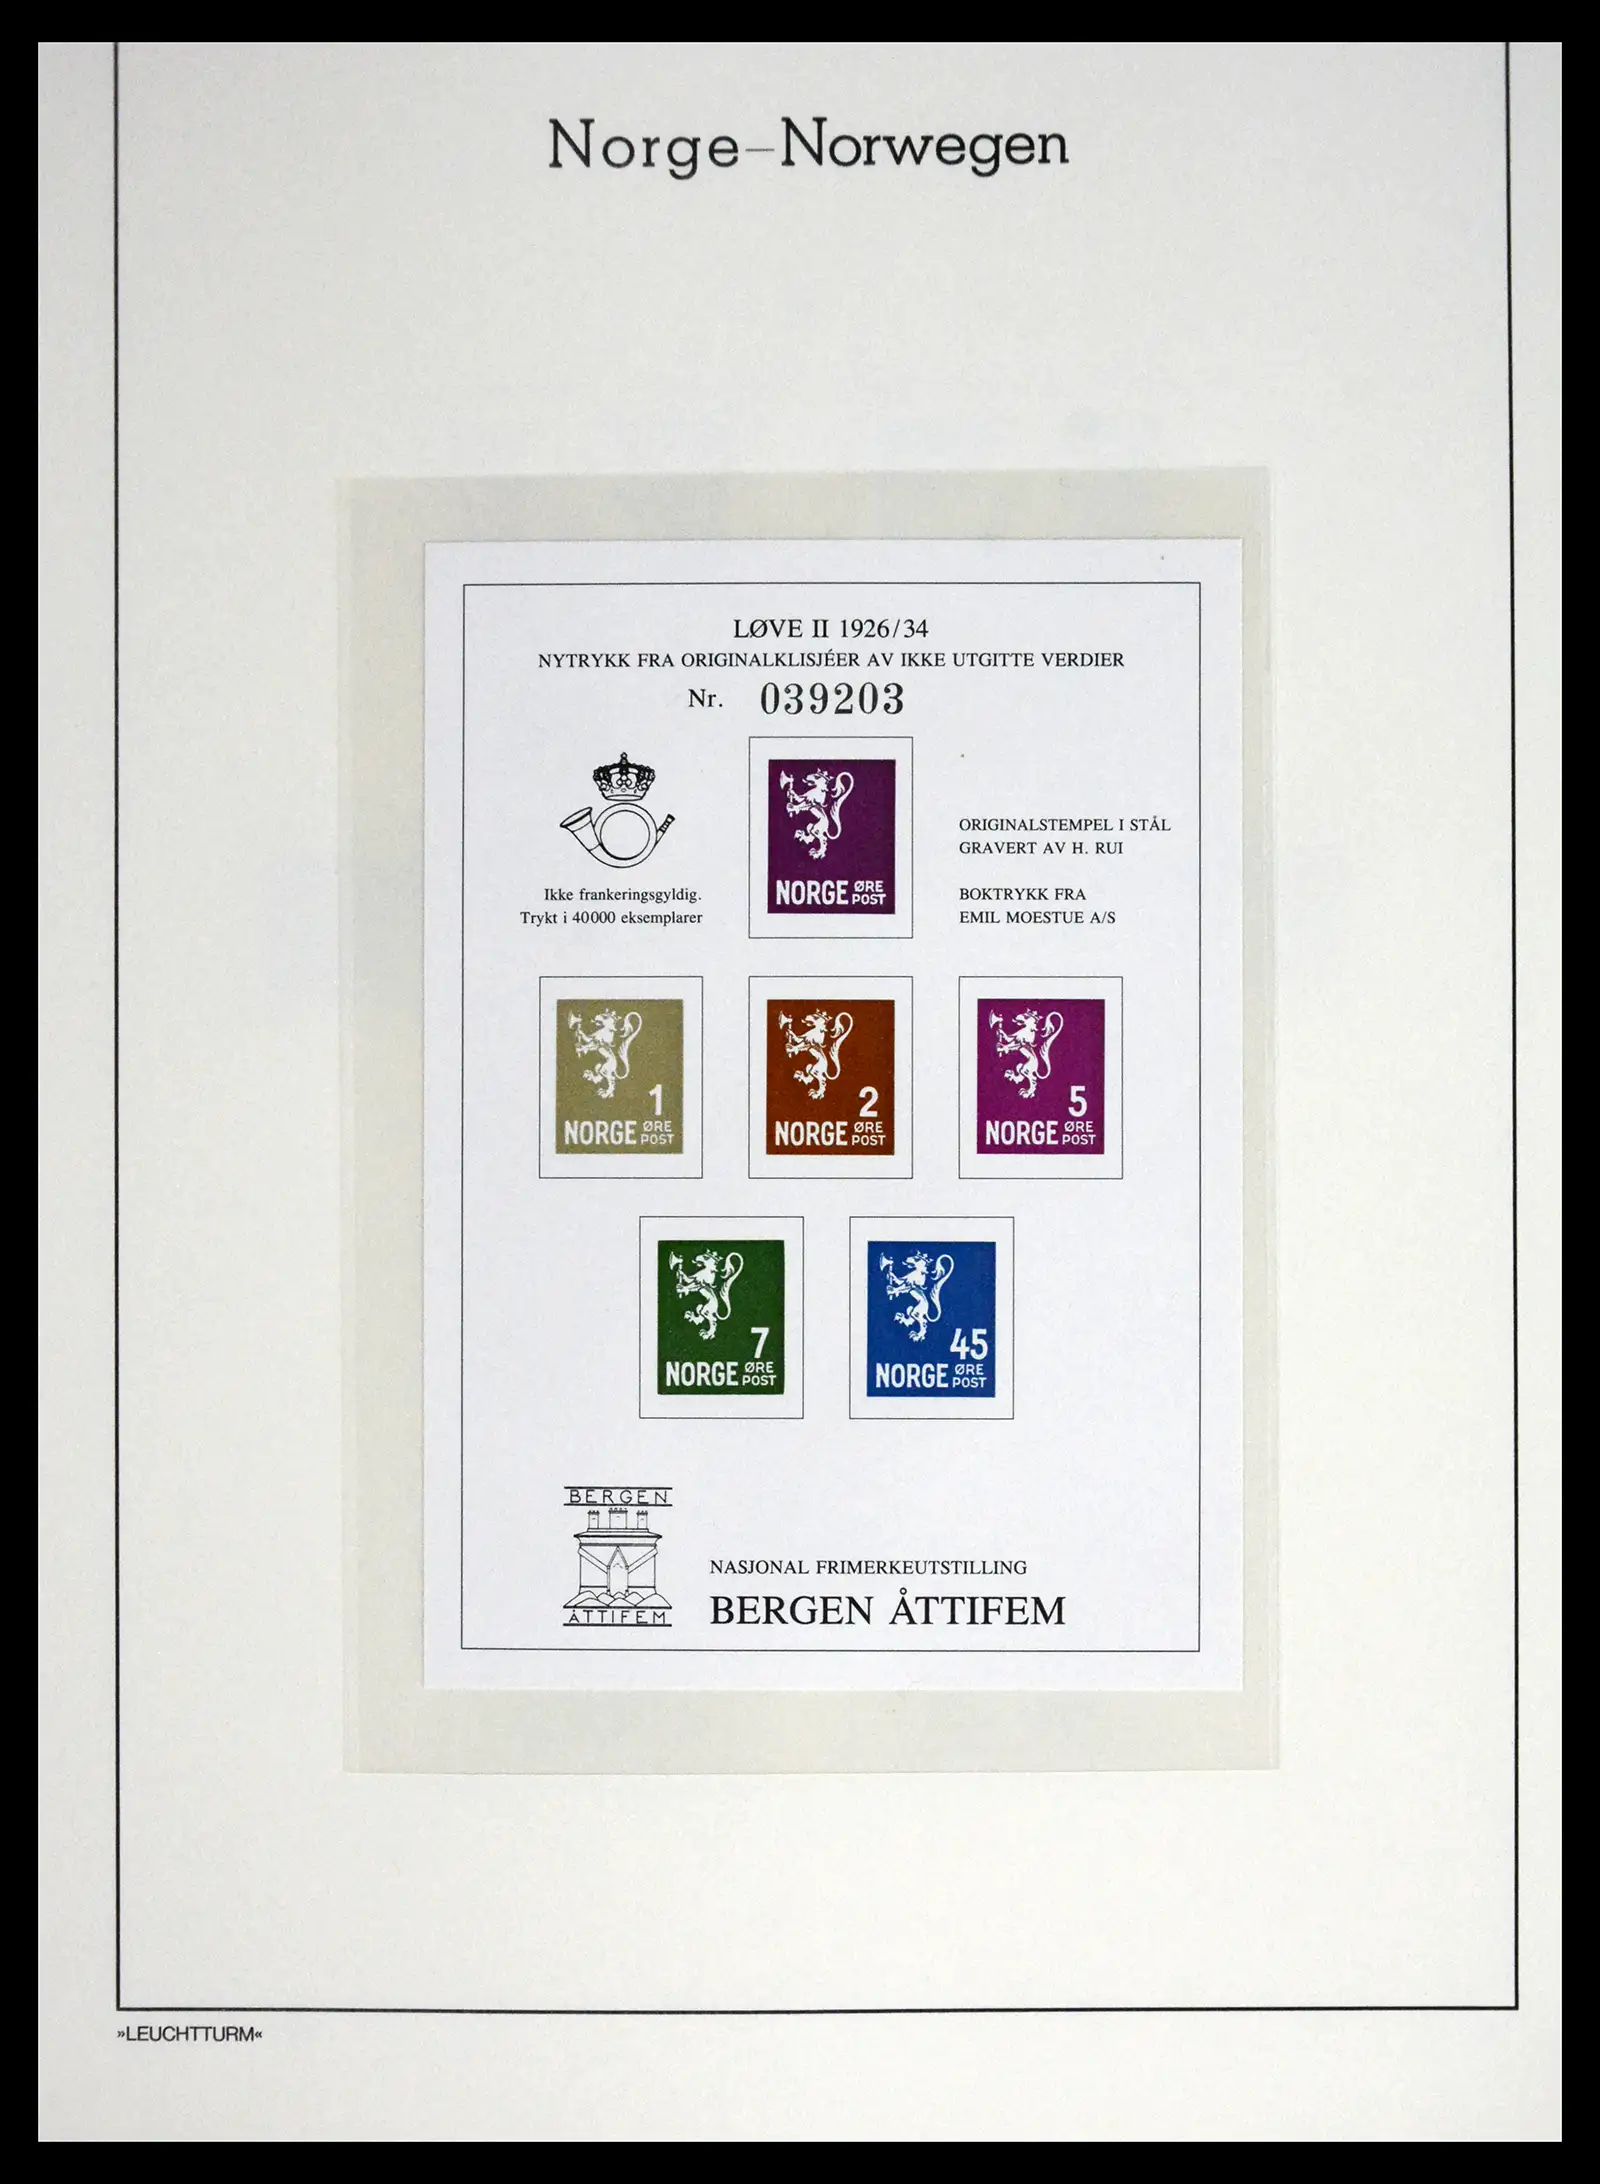 Norge–Norwegen
LØVE II 1926/34
NYTRYKK FRA ORIGINALKLISJÉER AV IKKE UTGITTE VERDIER
Nr. 039203
NORGE ØRE POST
Ikke frankeringsgyldig.
Trykt i 40000 eksemplarer
ORIGINALSTEMPEL I STÅL
GRAVERT AV H. RUI
BOKTRYKK FRA
EMIL MOESTUE A/S
1
NORGE ØRE POST
2
NORGE ØRE POST
5
NORGE ØRE POST
7
NORGE ØRE POST
45
NORGE ØRE POST
BERGEN
ÅTTIFEM
NASJONAL FRIMERKEUTSTILLING
BERGEN ÅTTIFEM
»LEUCHTTURM«